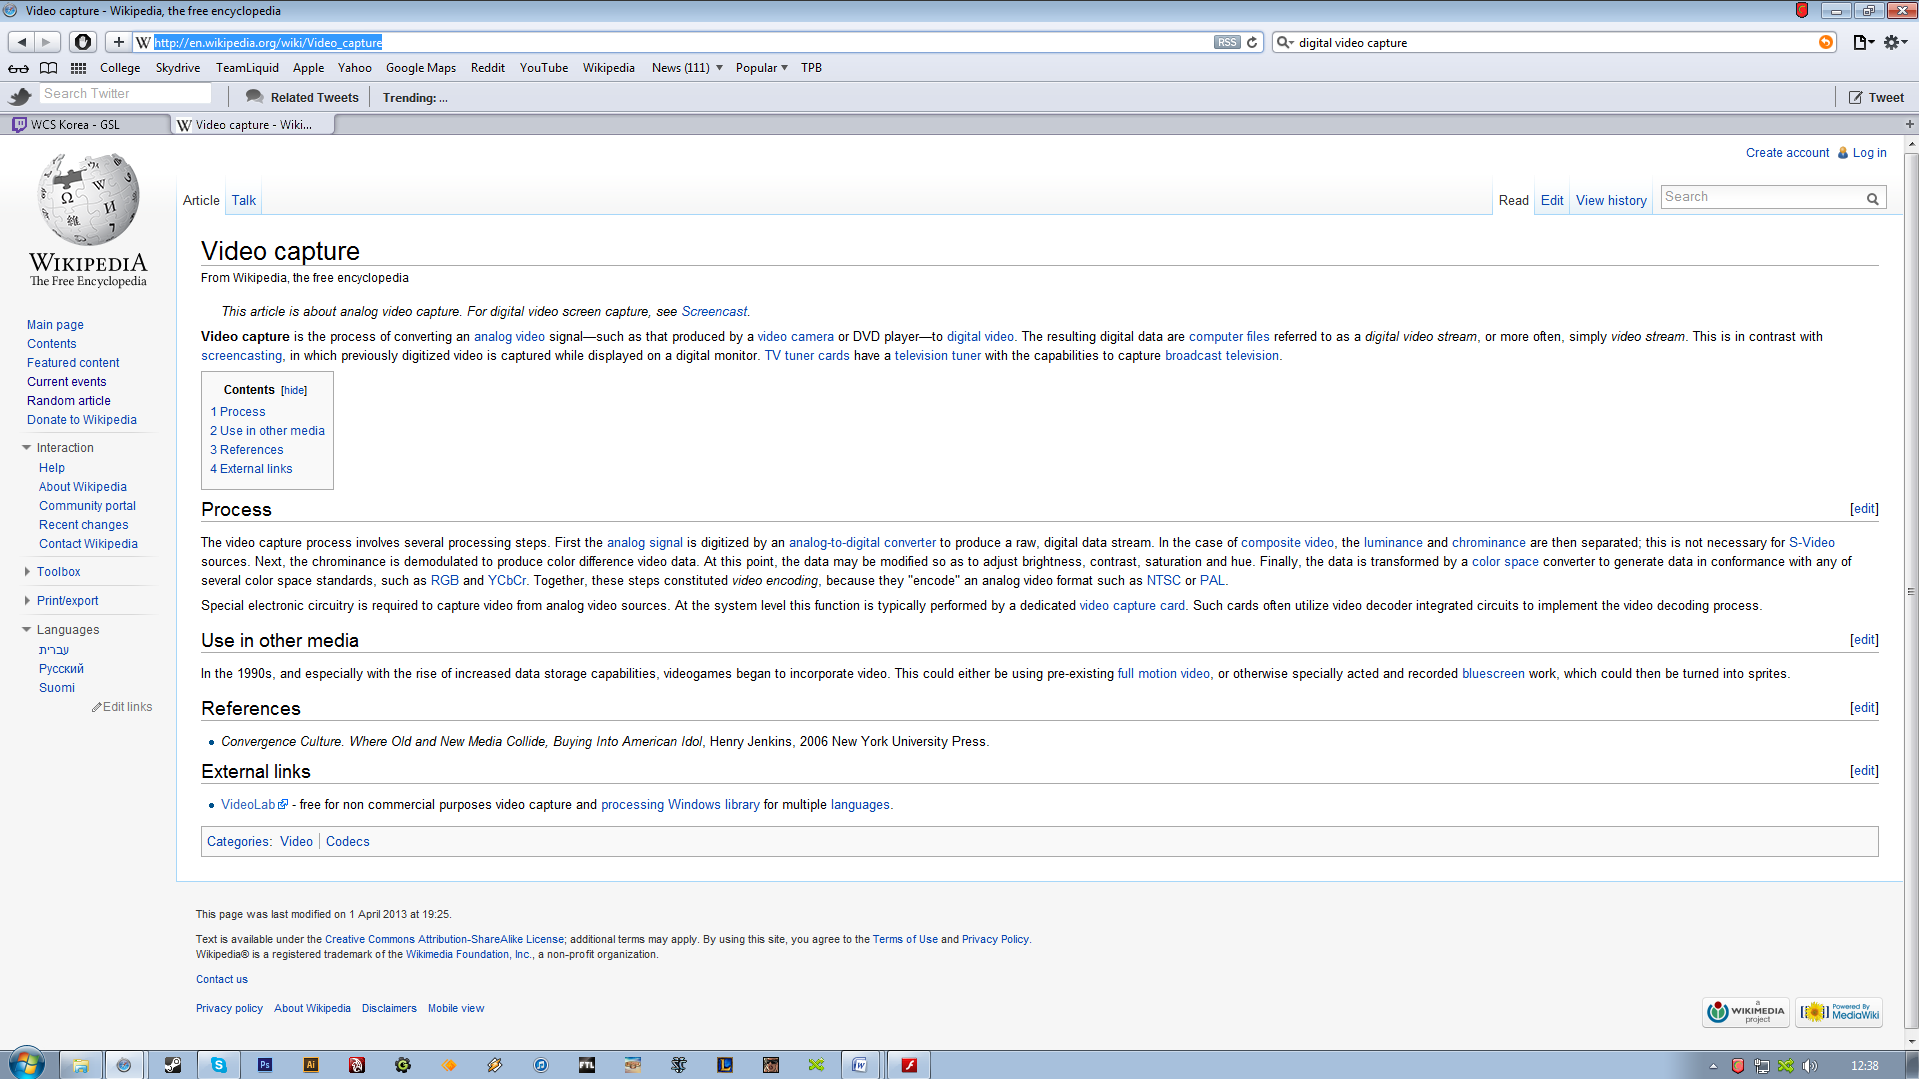 Video capture - Wikipedia, the free encyclopedia
http://en.wikipedia.org/wiki/Video_capture
RSS
digital video capture
College Skydrive TeamLiquid Apple Yahoo Google Maps Reddit YouTube Wikipedia News (111) Popular TPB
Search Twitter Related Tweets Trending: ... Tweet
WCS Korea - GSL Video capture - Wiki...
Create account Log in
Article Talk Read Edit View history Search
WIKIPEDIA
The Free Encyclopedia
Main page
Contents
Featured content
Current events
Random article
Donate to Wikipedia
Interaction
Help
About Wikipedia
Community portal
Recent changes
Contact Wikipedia
Toolbox
Print/export
Languages
עברית
Русский
Suomi
Edit links
Video capture
From Wikipedia, the free encyclopedia
This article is about analog video capture. For digital video screen capture, see Screencast.
Video capture is the process of converting an analog video signal—such as that produced by a video camera or DVD player—to digital video. The resulting digital data are computer files referred to as a digital video stream, or more often, simply video stream. This is in contrast with
screencasting, in which previously digitized video is captured while displayed on a digital monitor. TV tuner cards have a television tuner with the capabilities to capture broadcast television.
Contents [hide]
1 Process
2 Use in other media
3 References
4 External links
Process [edit]
The video capture process involves several processing steps. First the analog signal is digitized by an analog-to-digital converter to produce a raw, digital data stream. In the case of composite video, the luminance and chrominance are then separated; this is not necessary for S-Video
sources. Next, the chrominance is demodulated to produce color difference video data. At this point, the data may be modified so as to adjust brightness, contrast, saturation and hue. Finally, the data is transformed by a color space converter to generate data in conformance with any of
several color space standards, such as RGB and YCbCr. Together, these steps constituted video encoding, because they "encode" an analog video format such as NTSC or PAL.
Special electronic circuitry is required to capture video from analog video sources. At the system level this function is typically performed by a dedicated video capture card. Such cards often utilize video decoder integrated circuits to implement the video decoding process.
Use in other media [edit]
In the 1990s, and especially with the rise of increased data storage capabilities, videogames began to incorporate video. This could either be using pre-existing full motion video, or otherwise specially acted and recorded bluescreen work, which could then be turned into sprites.
References [edit]
Convergence Culture. Where Old and New Media Collide, Buying Into American Idol, Henry Jenkins, 2006 New York University Press.
External links [edit]
VideoLab - free for non commercial purposes video capture and processing Windows library for multiple languages.
Categories: Video Codecs
This page was last modified on 1 April 2013 at 19:25.
Text is available under the Creative Commons Attribution-ShareAlike License; additional terms may apply. By using this site, you agree to the Terms of Use and Privacy Policy.
Wikipedia® is a registered trademark of the Wikimedia Foundation, Inc., a non-profit organization.
Contact us
Privacy policy About Wikipedia Disclaimers Mobile view
a WIKIMEDIA project
Powered By MediaWiki
Ps Ai FTL L W
12:38